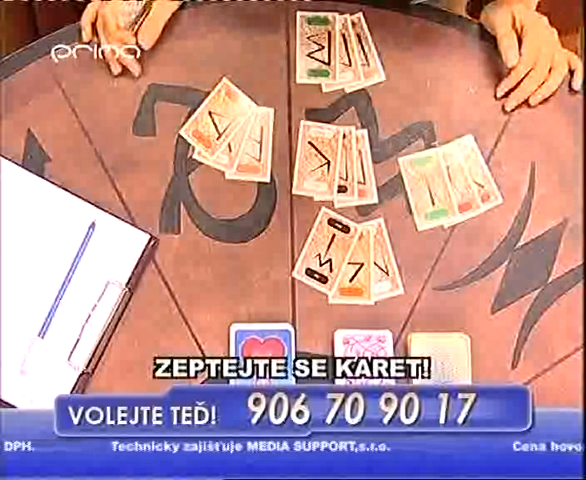 prima
ZEPTEJTE SE KARET!
VOLEJTE TEĎ! 906 70 90 17
DPH. Technicky zajišťuje MEDIA SUPPORT,s.r.o. Cena hovo